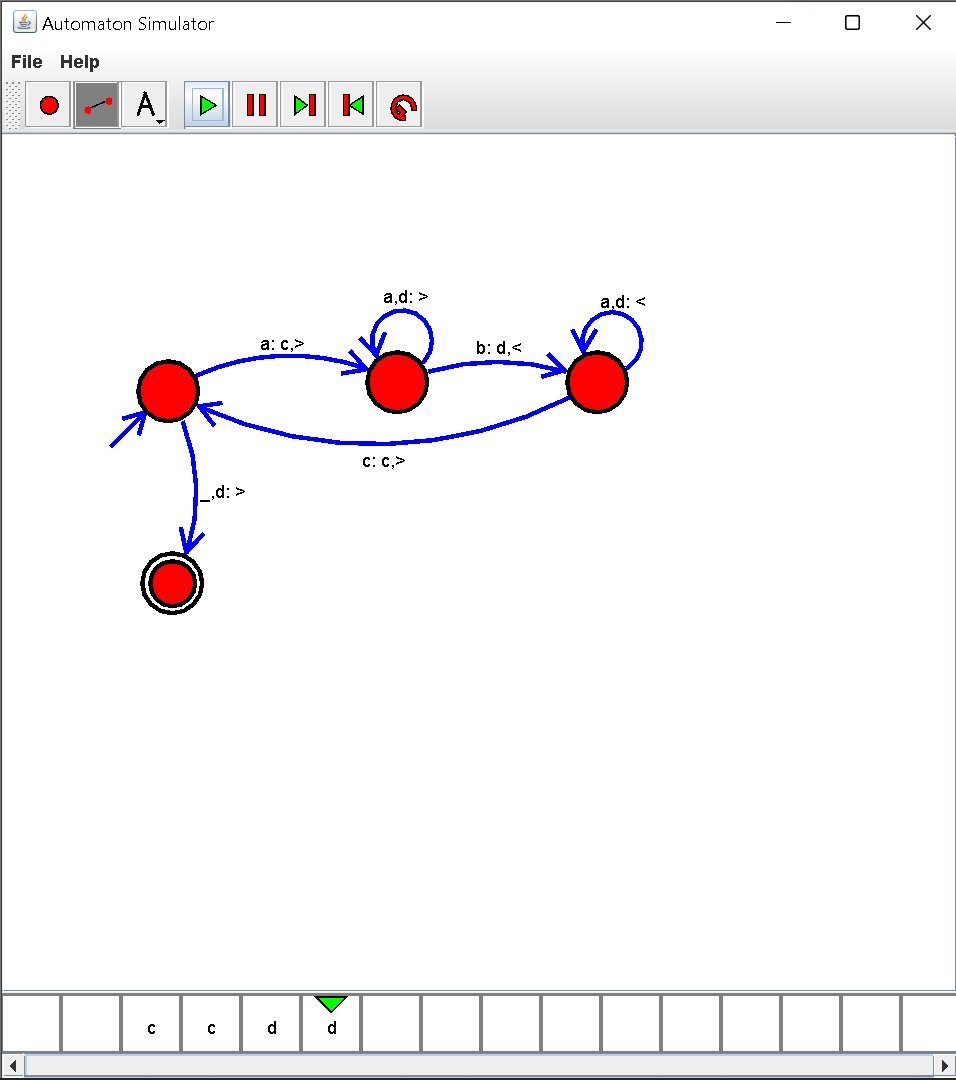 Automaton Simulator
File Help
A
a,d: >
a,d: <
a: c,>
b: d,<
c: c,>
_,d: >
c c d d